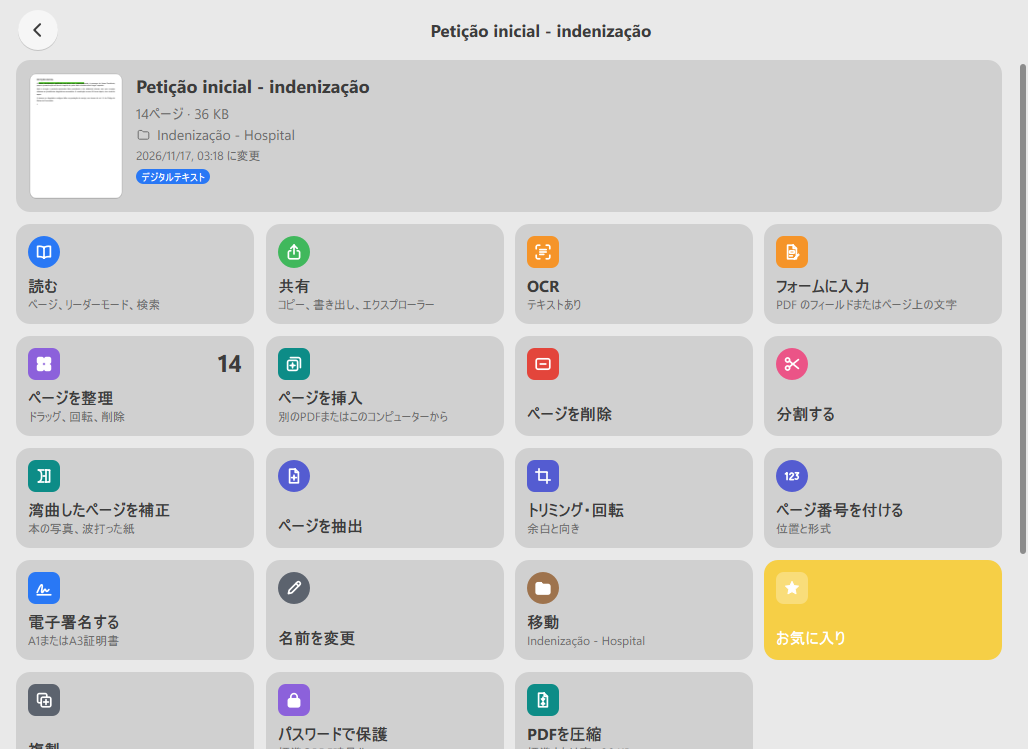 Petição inicial - indenização
Petição inicial - indenização
14ページ · 36 KB
Indenização - Hospital
2026/11/17, 03:18 に変更
デジタルテキスト
読む
ページ、リーダーモード、検索
共有
コピー、書き出し、エクスプローラー
OCR
テキストあり
フォームに入力
PDF のフィールドまたはページ上の文字
14
ページを整理
ドラッグ、回転、削除
ページを挿入
別のPDFまたはこのコンピューターから
ページを削除
分割する
湾曲したページを補正
本の写真、波打った紙
ページを抽出
トリミング・回転
余白と向き
123
ページ番号を付ける
位置と形式
電子署名する
A1またはA3証明書
名前を変更
移動
Indenização - Hospital
お気に入り
複製
パスワードで保護
PDFを圧縮